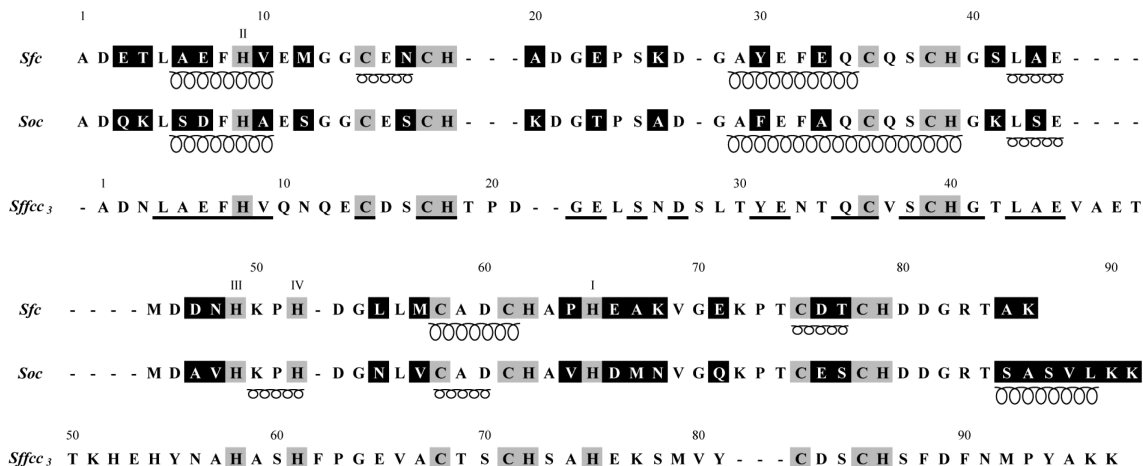 1 10 20 30 40
II
Sfc A D E T L A E F H V E M G G C E N C H - - - A D G E P S K D - G A Y E F E Q C Q S C H G S L A E - - - -
Soc A D Q K L S D F H A E S G G C E S C H - - - K D G T P S A D - G A F E F A Q C Q S C H G K L S E - - - -
1 10 20 30 40
Sffcc3 - A D N L A E F H V Q N Q E C D S C H T P D - - G E L S N D S L T Y E N T Q C V S C H G T L A E V A E T
50 60 70 80 90
III IV I
Sfc - - - - M D D N H K P H - D G L L M C A D C H A P H E A K V G E K P T C D T C H D D G R T A K
Soc - - - - M D A V H K P H - D G N L V C A D C H A V H D M N V G Q K P T C E S C H D D G R T S A S V L K K
50 60 70 80 90
Sffcc3 T K H E H Y N A H A S H F P G E V A C T S C H S A H E K S M V Y - - - C D S C H S F D F N M P Y A K K